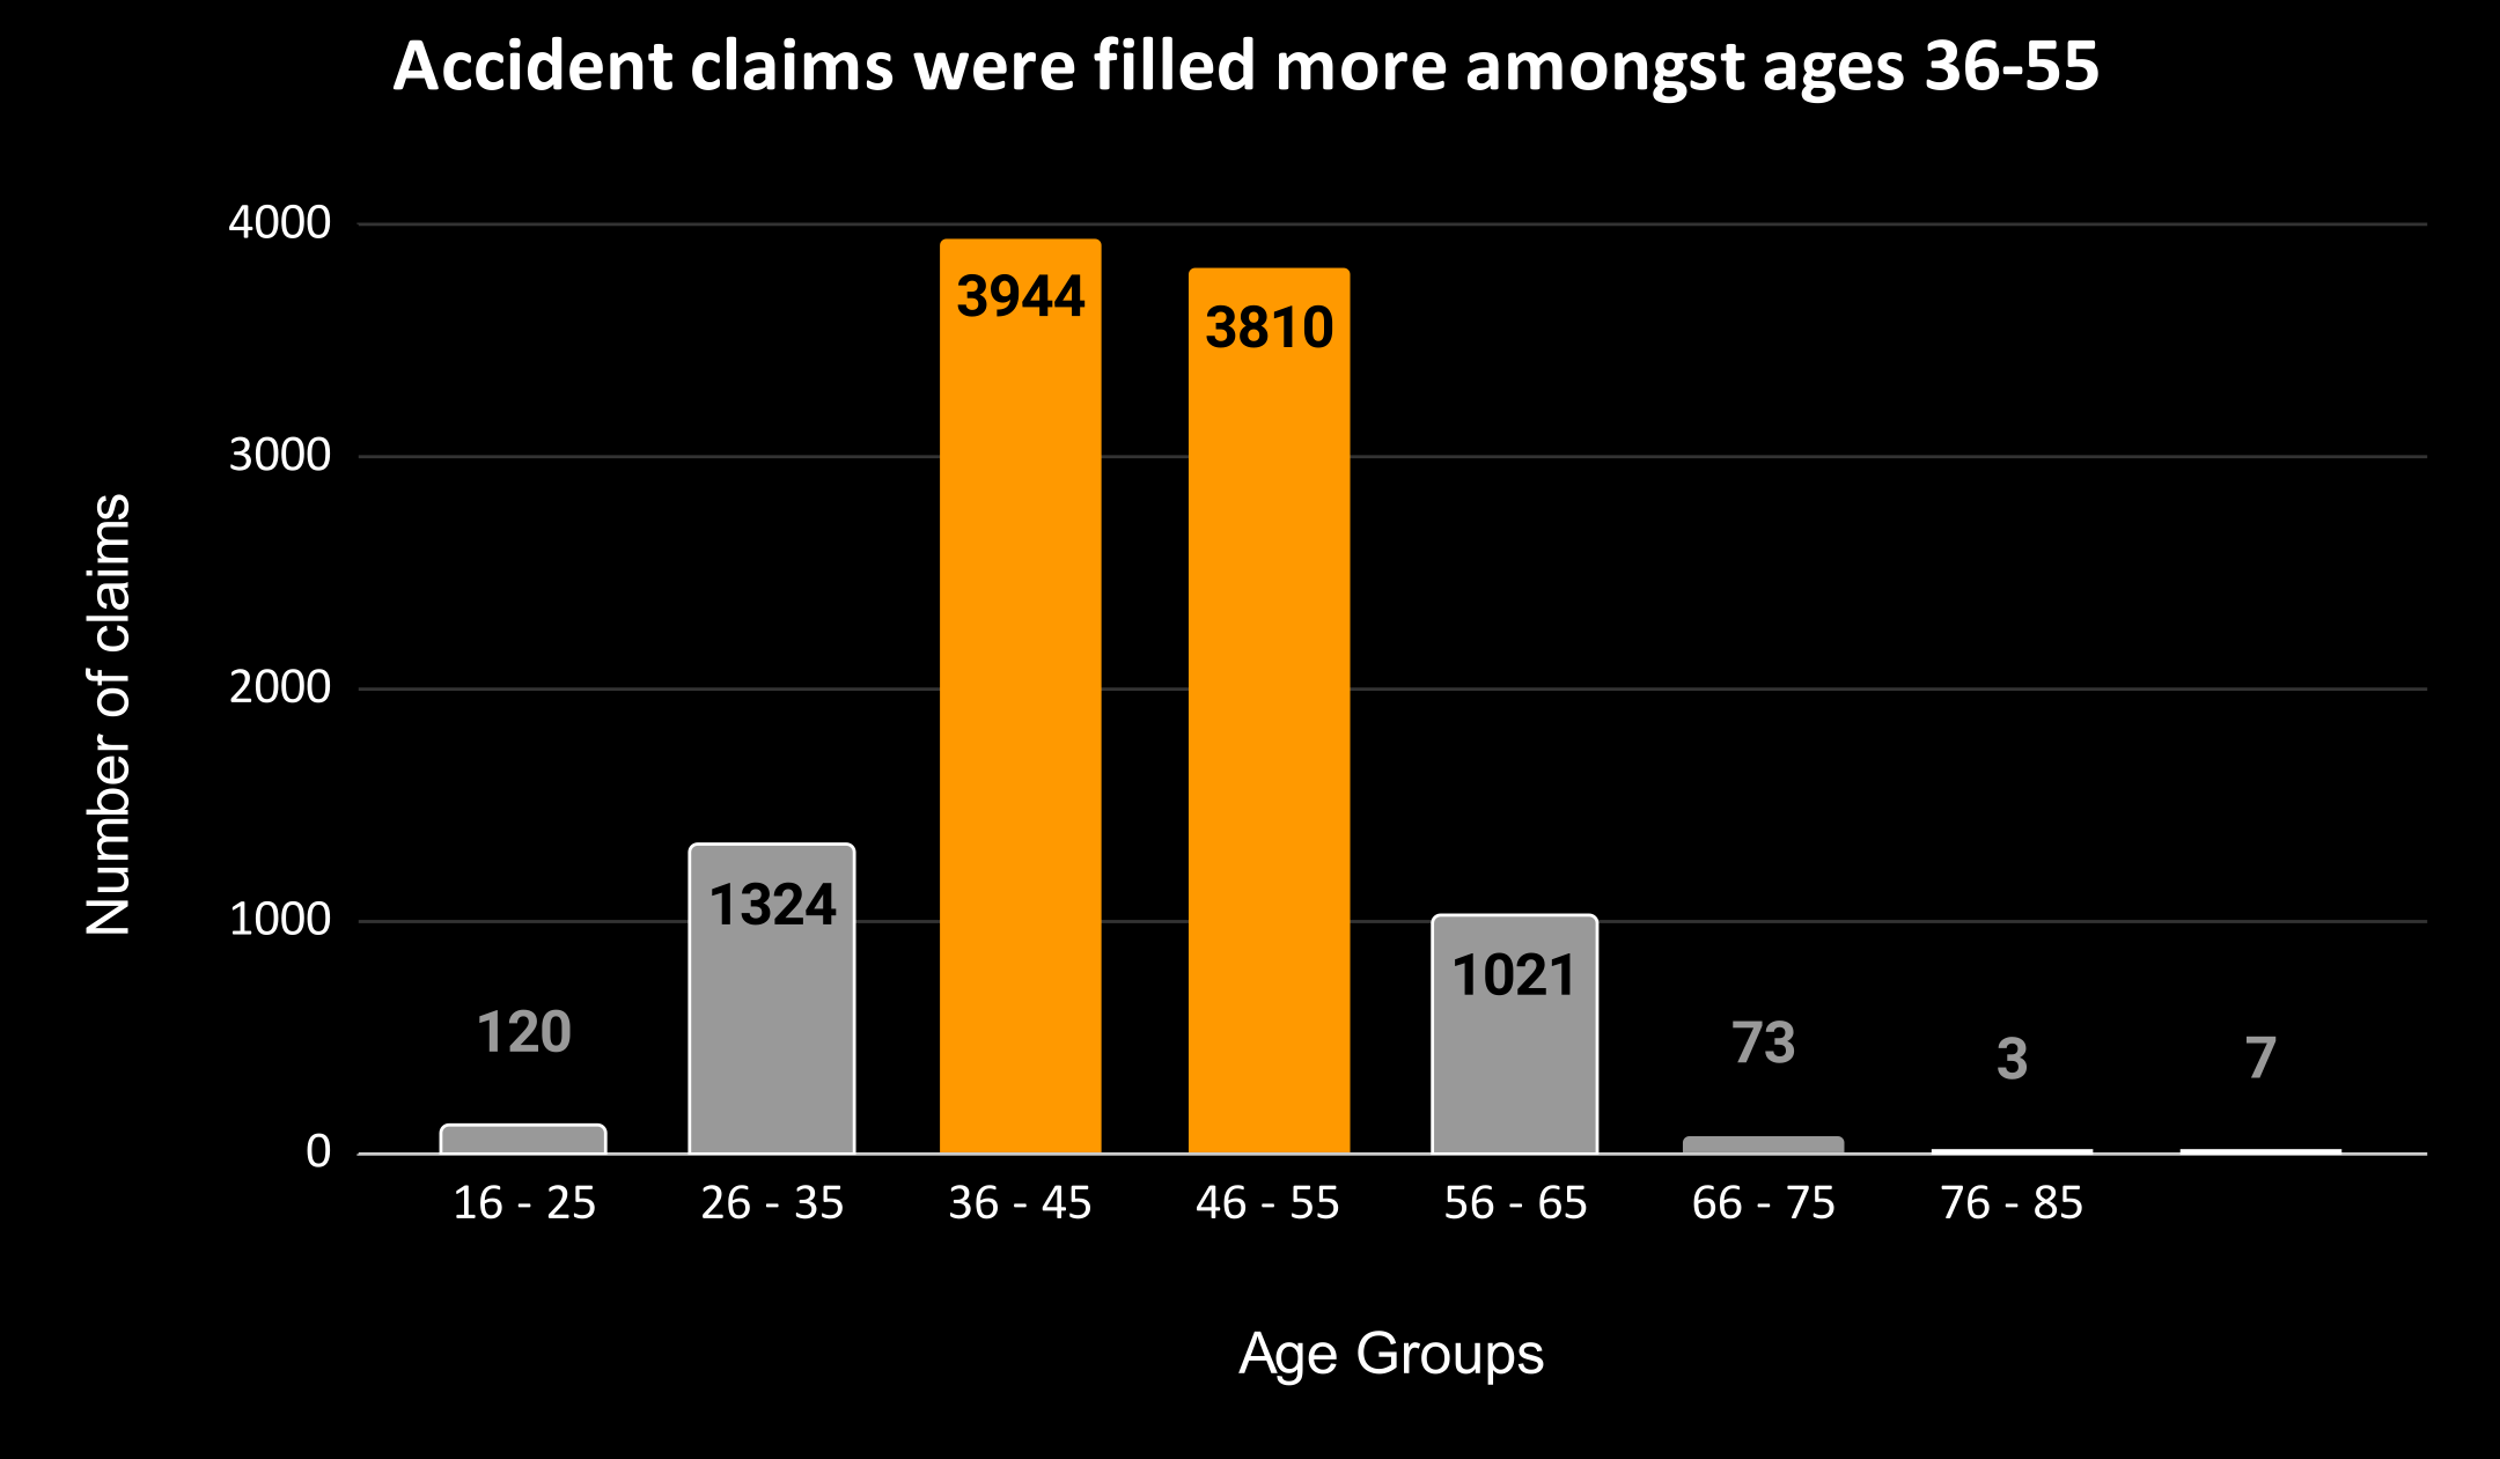 Accident claims were filled more amongst ages 36-55
4000
3000
2000
1000
0
Number of claims
120
1324
3944
3810
1021
73
3
7
16 - 25
26 - 35
36 - 45
46 - 55
56 - 65
66 - 75
76 - 85
Age Groups